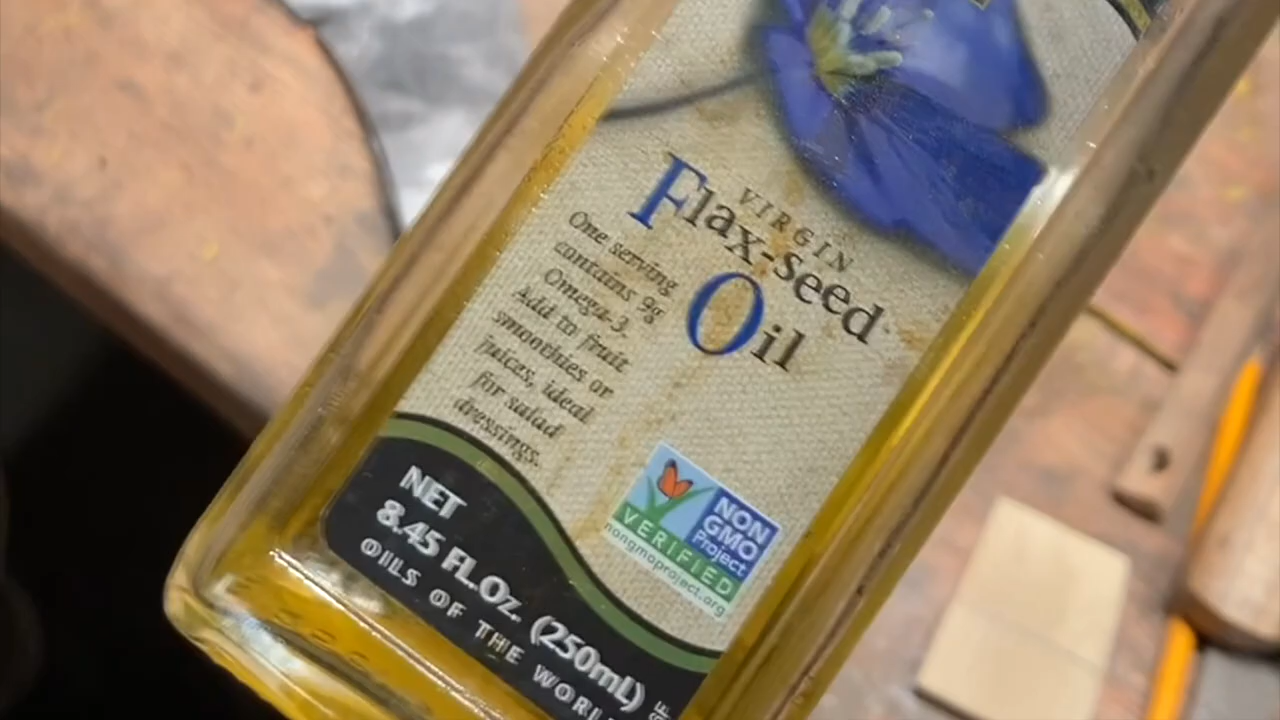 VIRGIN
Flax-seed
Oil
One serving
contains 9g
Omega-3.
Add to fruit
smoothies or
juices, ideal
for salad
dressings.
NON
GMO
Project
VERIFIED
nongmoproject.org
NET
8.45 FL.Oz. (250mL)
OILS OF THE WORL